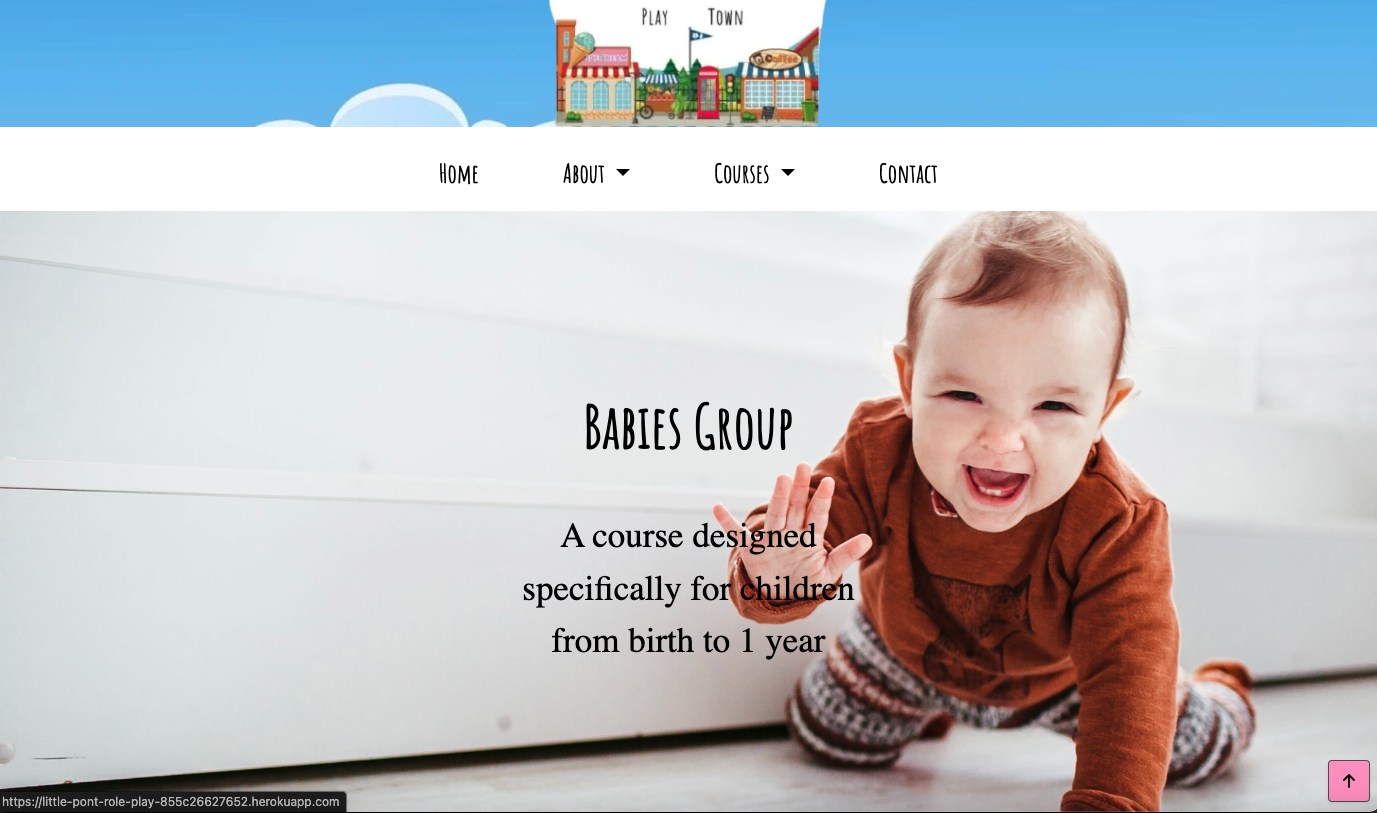 Play Town
Coffee
Home About Courses Contact
Babies Group
A course designed
specifically for children
from birth to 1 year
https://little-pont-role-play-855c26627652.herokuapp.com